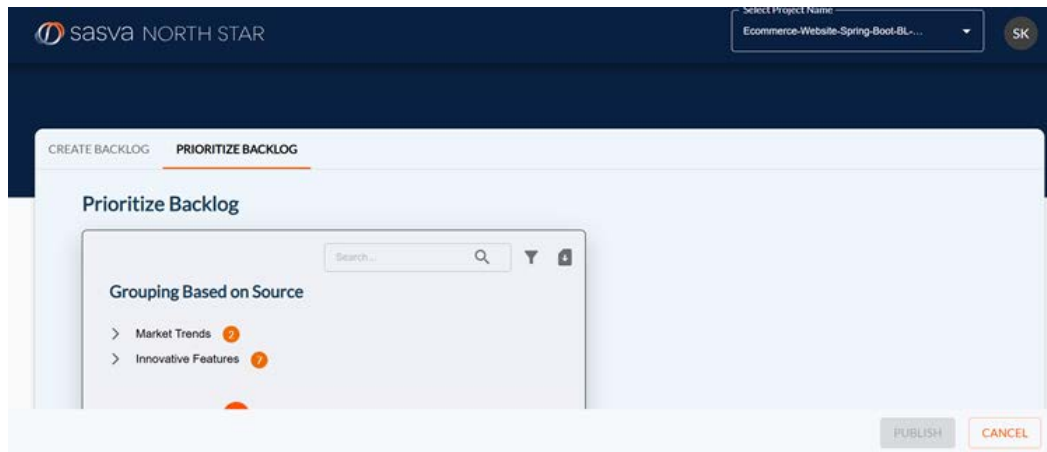 Select Project Name
sasva NORTH STAR
Ecommerce-Website-Spring-Boot-BL-...
SK
CREATE BACKLOG PRIORITIZE BACKLOG
Prioritize Backlog
Search...
Grouping Based on Source
Market Trends 2
Innovative Features 7
PUBLISH CANCEL